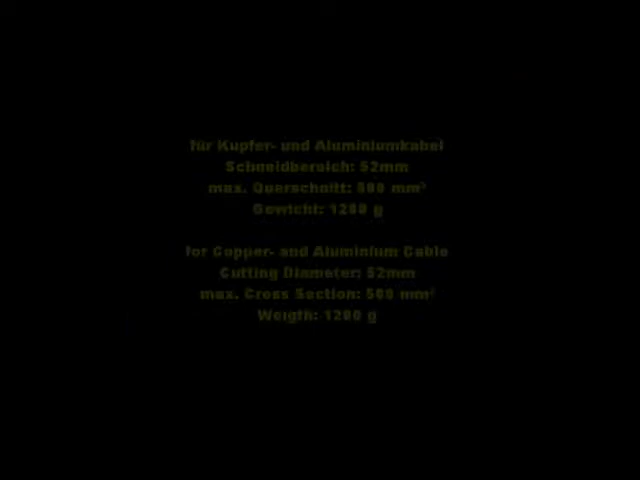 für Kupfer- und Aluminiumkabel
Schneidbereich: 52mm
max. Querschnitt: 500 mm²
Gewicht: 1200 g
for Copper- and Aluminium Cable
Cutting Diameter: 52mm
max. Cross Section: 500 mm²
Weigth: 1200 g